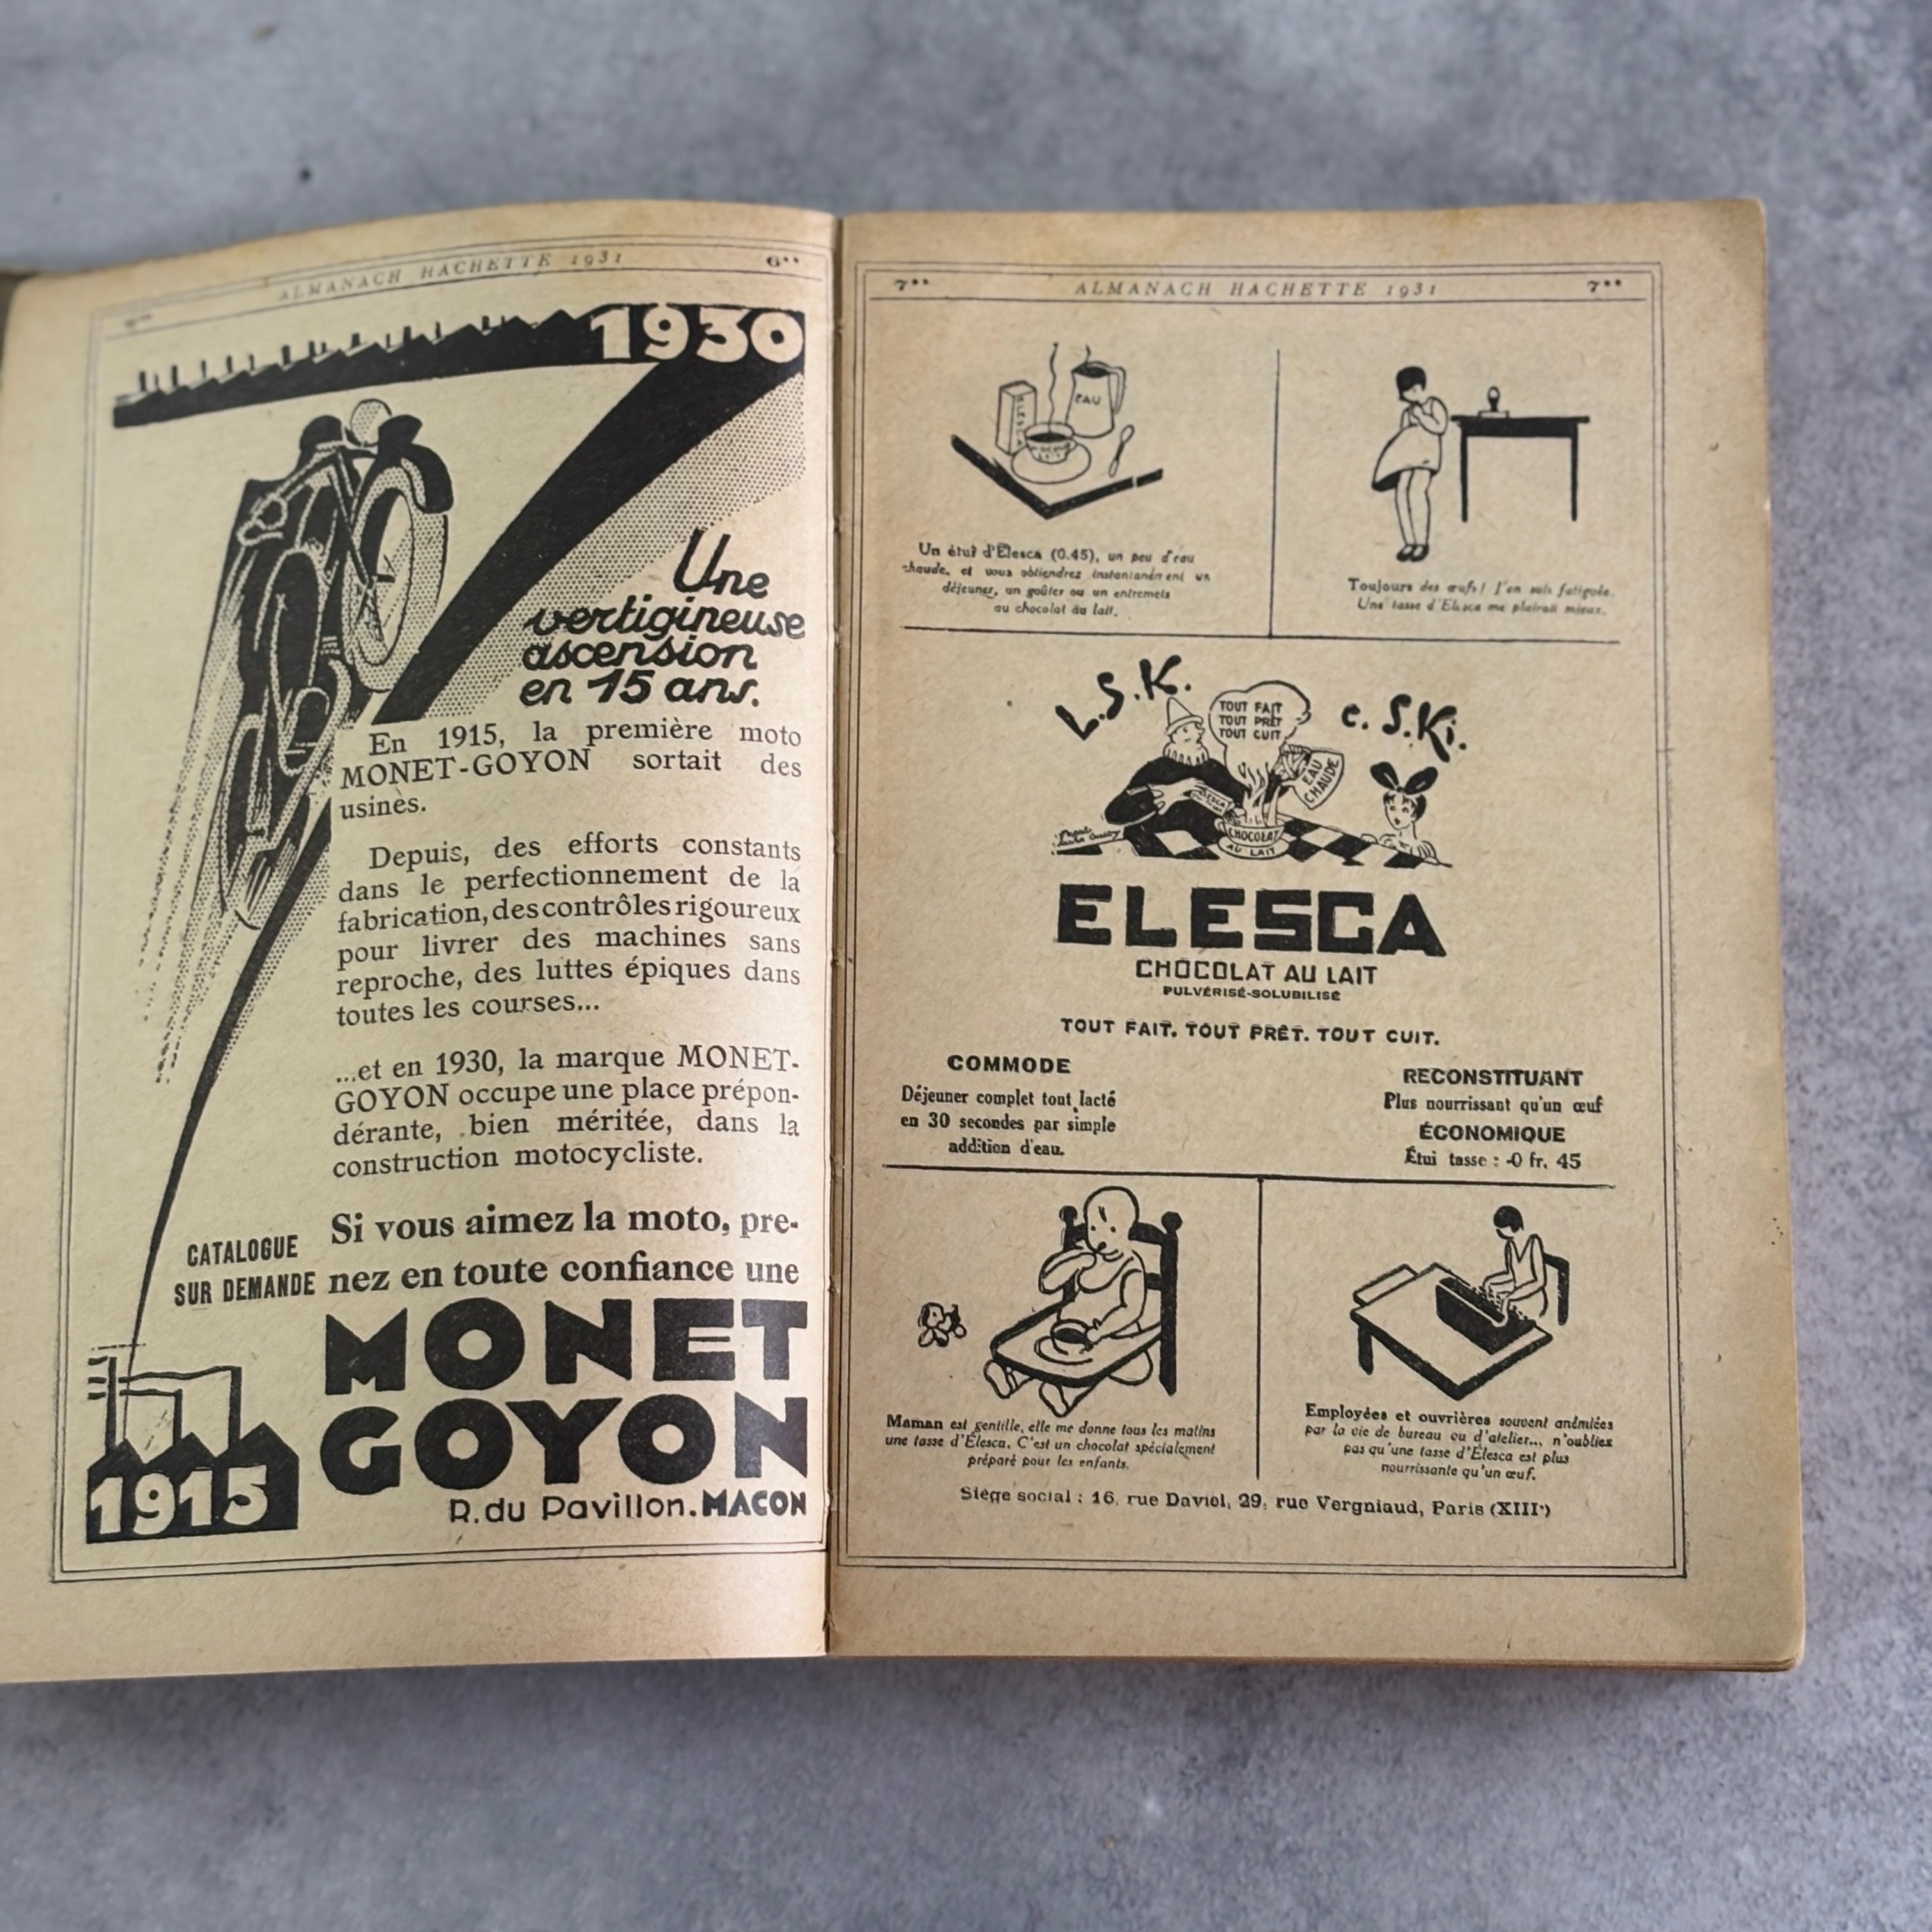 ALMANACH HACHETTE 1931 6**
1930
Une
vertigineuse
ascension
en 15 ans.
En 1915, la première moto
MONET-GOYON sortait des
usines.
Depuis, des efforts constants
dans le perfectionnement de la
fabrication, des contrôles rigoureux
pour livrer des machines sans
reproche, des luttes épiques dans
toutes les courses...
...et en 1930, la marque MONET-
GOYON occupe une place prépon-
dérante, bien méritée, dans la
construction motocycliste.
Si vous aimez la moto, pre-
nez en toute confiance une
CATALOGUE
SUR DEMANDE
MONET
GOYON
R. du Pavillon. MACON
1915
7** ALMANACH HACHETTE 1931 7**
EAU
Un étui d'Elesca (0.45), un peu d'eau
chaude, et vous obtiendrez instantanément un
déjeuner, un goûter ou un entremets
au chocolat au lait.
Toujours des œufs! J'en suis fatiguée.
Une tasse d'Elesca me plairait mieux.
L.S.K. C.S.Ki.
TOUT FAIT
TOUT PRÊT
TOUT CUIT
EAU
CHAUDE
ELESCA
CHOCOLAT
AU LAIT
ELESCA
CHOCOLAT AU LAIT
PULVÉRISÉ-SOLUBILISÉ
TOUT FAIT. TOUT PRÊT. TOUT CUIT.
COMMODE
Déjeuner complet tout lacté
en 30 secondes par simple
addition d'eau.
RECONSTITUANT
Plus nourrissant qu'un œuf
ÉCONOMIQUE
Étui tasse : 0 fr. 45
Maman est gentille, elle me donne tous les matins
une tasse d'Élesca. C'est un chocolat spécialement
préparé pour les enfants.
Employées et ouvrières souvent anémiées
par la vie de bureau ou d'atelier... n'oubliez
pas qu'une tasse d'Élesca est plus
nourrissante qu'un œuf.
Siège social : 16, rue Daviel, 29, rue Vergniaud, Paris (XIIIe)